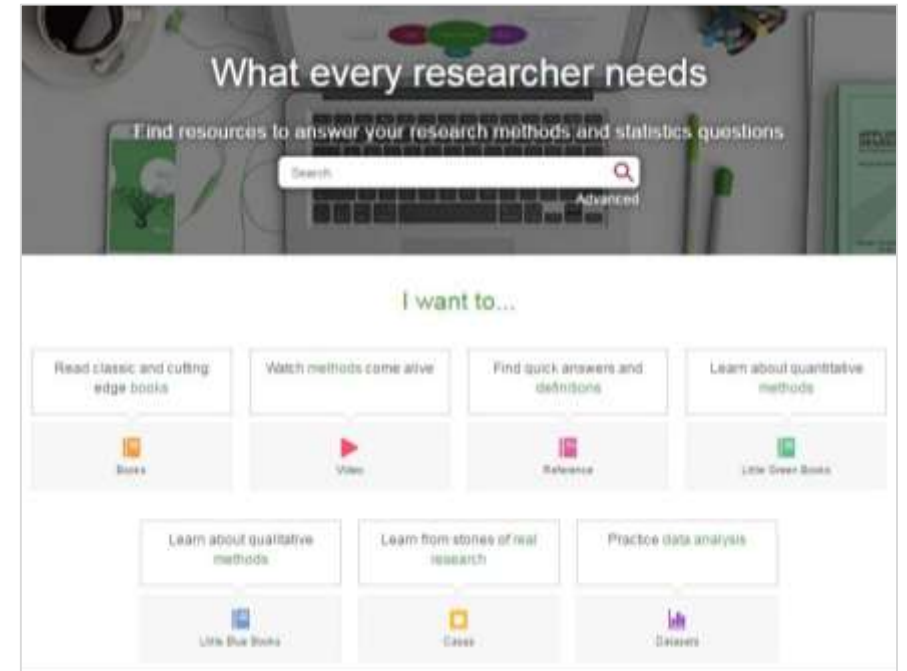 What every researcher needs
Find resources to answer your research methods and statistics questions
Search
Advanced
I want to...
Read classic and cutting
edge books
Watch methods come alive
Find quick answers and
definitions
Learn about quantitative
methods
Books
Video
Reference
Little Green Books
Learn about qualitative
methods
Learn from stories of real
research
Practice data analysis
Little Blue Books
Cases
Datasets